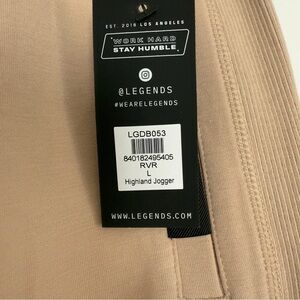 EST. 2016 LOS ANGELES
WORK HARD
STAY HUMBLE
@LEGENDS
#WEARELEGENDS
LGDB053
840182495405
RVR
L
Highland Jogger
WWW.LEGENDS.COM